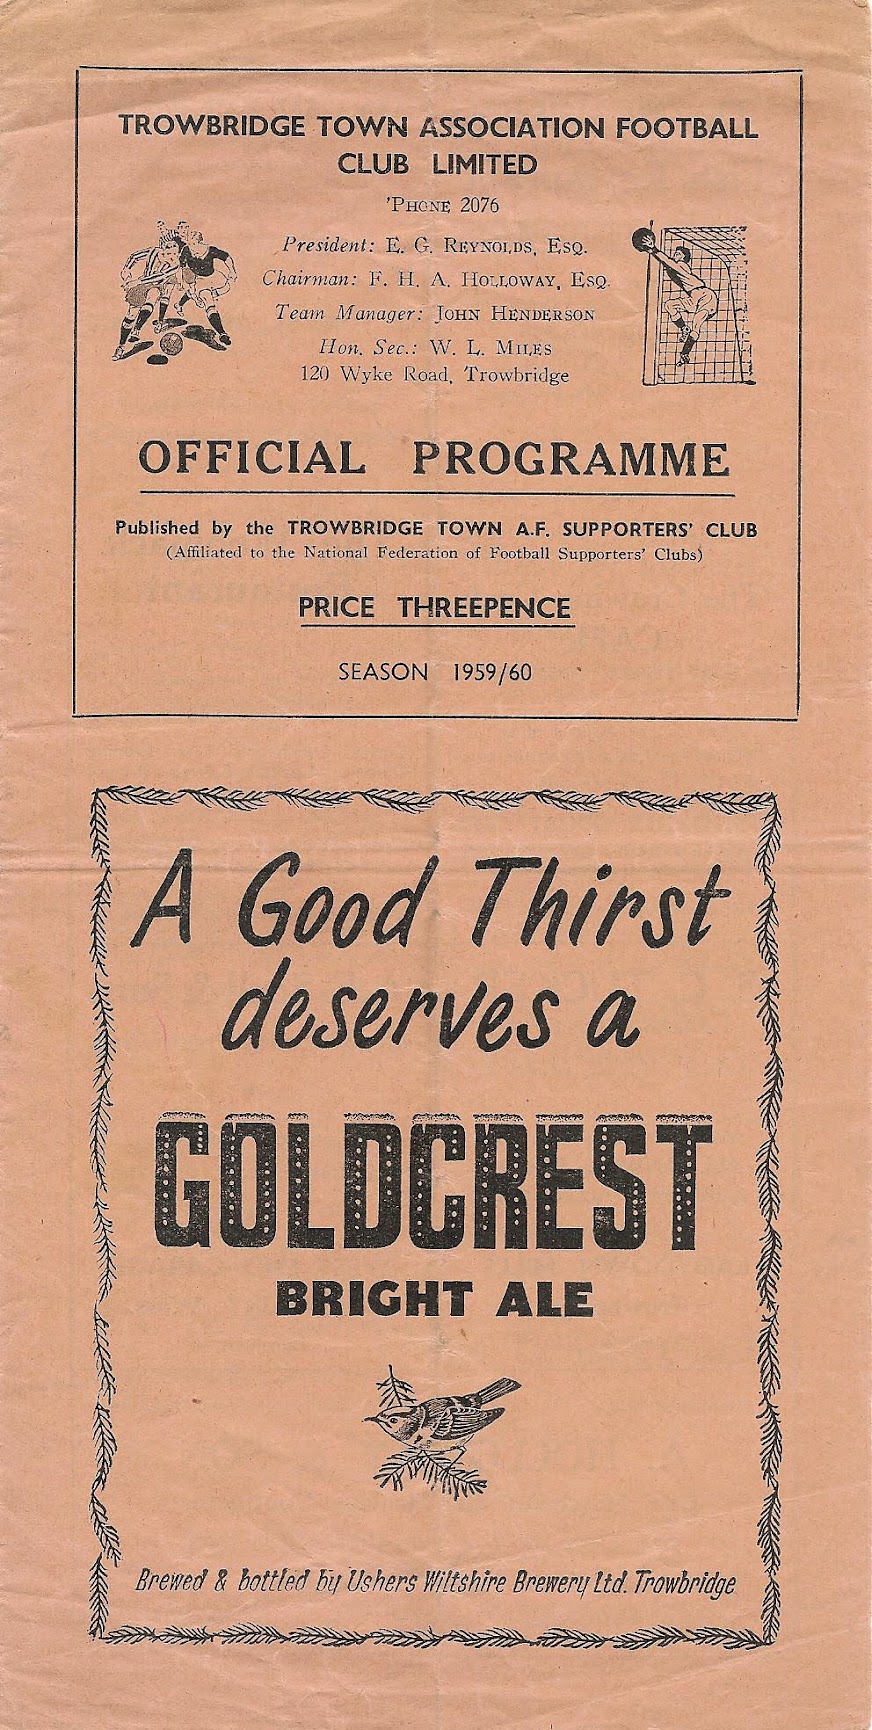 TROWBRIDGE TOWN ASSOCIATION FOOTBALL
CLUB LIMITED
'PHONE 2076
President: E. G. REYNOLDS, ESQ.
Chairman: F. H. A. HOLLOWAY, ESQ.
Team Manager: JOHN HENDERSON
Hon. Sec.: W. L. MILES
120 Wyke Road, Trowbridge
OFFICIAL PROGRAMME
Published by the TROWBRIDGE TOWN A.F. SUPPORTERS' CLUB
(Affiliated to the National Federation of Football Supporters' Clubs)
PRICE THREEPENCE
SEASON 1959/60
A Good Thirst
deserves a
GOLDCREST
BRIGHT ALE
Brewed & bottled by Ushers Wiltshire Brewery Ltd. Trowbridge